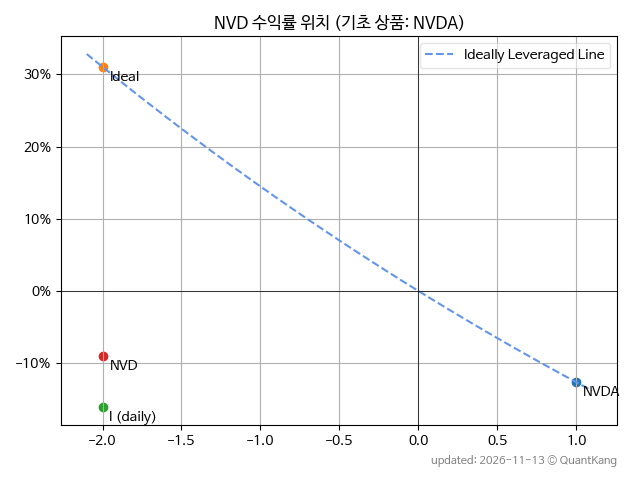 NVD 수익률 위치 (기초 상품: NVDA)
Ideally Leveraged Line
30%
20%
10%
0%
−10%
Ideal
NVD
I (daily)
NVDA
−2.0 −1.5 −1.0 −0.5 0.0 0.5 1.0
updated: 2026-11-13 © QuantKang